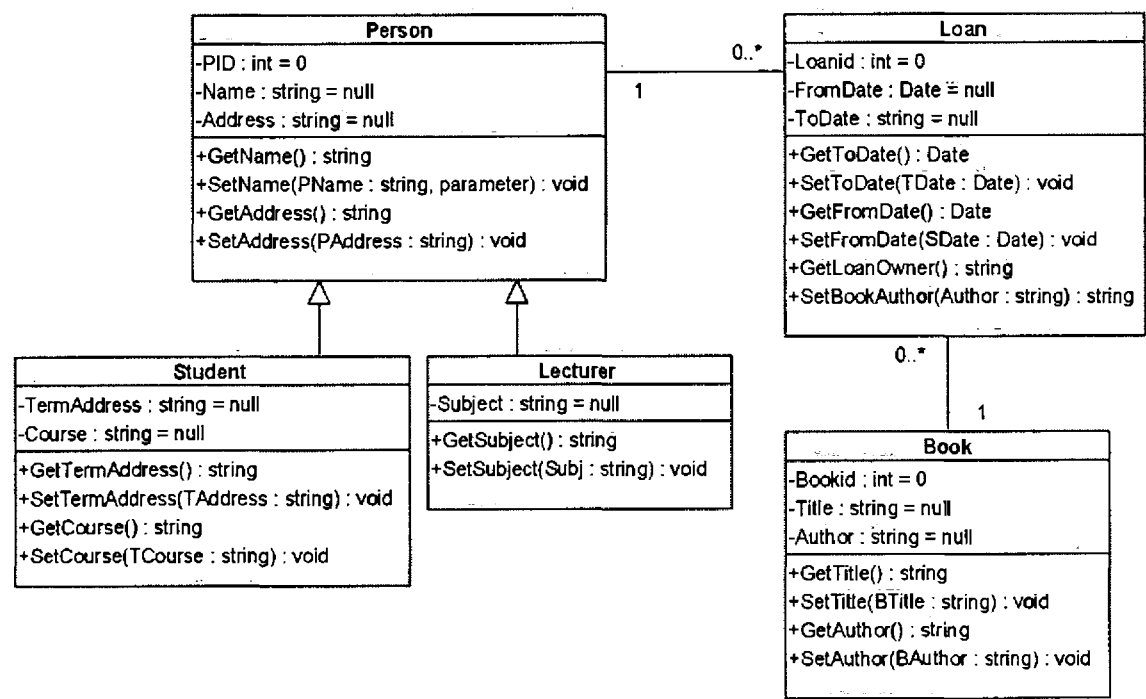 Person
-PID : int = 0
-Name : string = null
-Address : string = null
+GetName() : string
+SetName(PName : string, parameter) : void
+GetAddress() : string
+SetAddress(PAddress : string) : void
1
0..*
Loan
-Loanid : int = 0
-FromDate : Date = null
-ToDate : string = null
+GetToDate() : Date
+SetToDate(TDate : Date) : void
+GetFromDate() : Date
+SetFromDate(SDate : Date) : void
+GetLoanOwner() : string
+SetBookAuthor(Author : string) : string
Student
-TermAddress : string = null
-Course : string = null
+GetTermAddress() : string
+SetTermAddress(TAddress : string) : void
+GetCourse() : string
+SetCourse(TCourse : string) : void
Lecturer
-Subject : string = null
+GetSubject() : string
+SetSubject(Subj : string) : void
0..*
1
Book
-Bookid : int = 0
-Title : string = null
-Author : string = null
+GetTitle() : string
+SetTitle(BTitle : string) : void
+GetAuthor() : string
+SetAuthor(BAuthor : string) : void